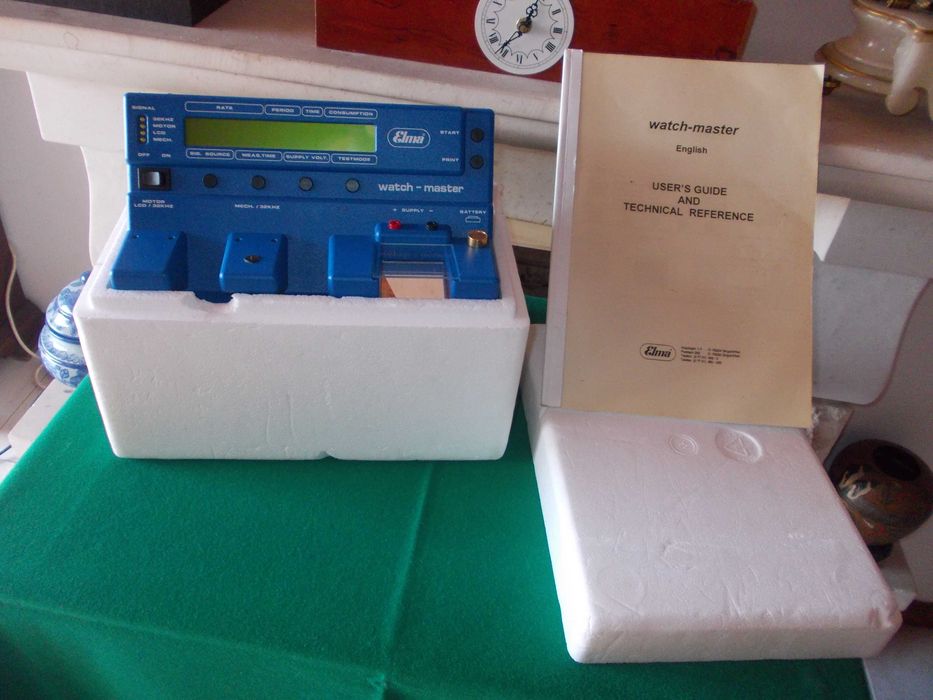 SIGNAL
RATE
PERIOD
TIME
CONSUMPTION
32KHZ
MOTOR
LCD
MECH.
Elma
START
PRINT
OFF ON
SIG. SOURCE
MEAS.TIME
SUPPLY VOLT.
TESTMODE
watch - master
MOTOR
LCD / 32KHZ
MECH. / 32KHZ
+ SUPPLY −
BATTERY
watch-master
English
USER'S GUIDE
AND
TECHNICAL REFERENCE
Elma